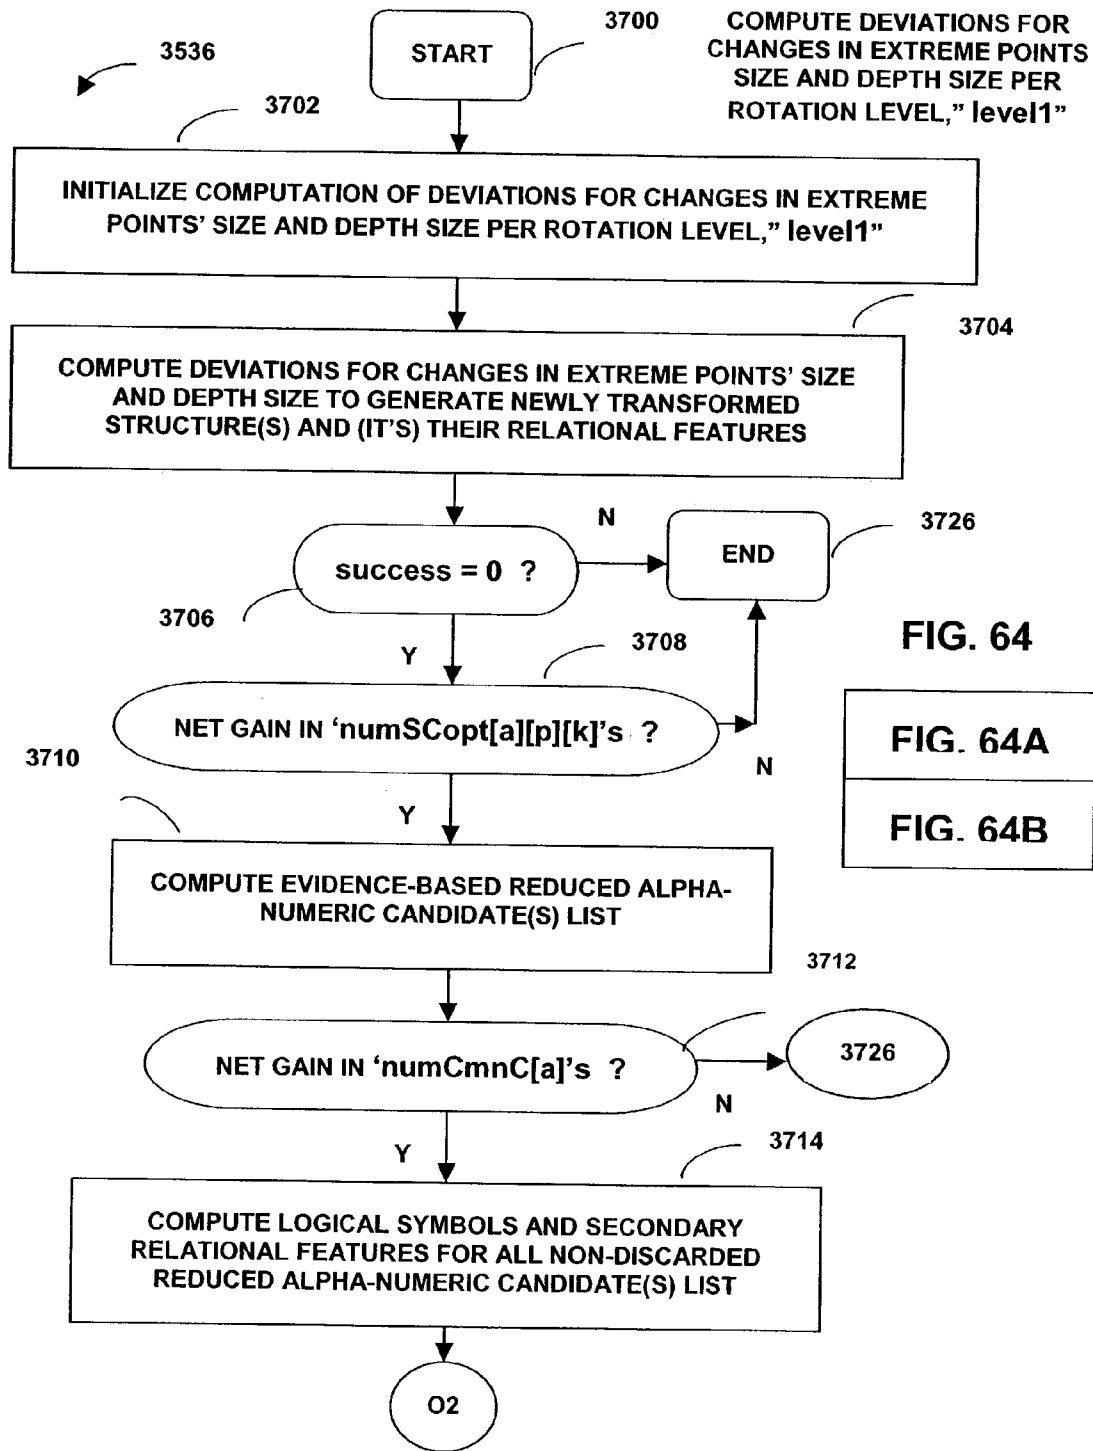 3536
START
3700
COMPUTE DEVIATIONS FOR
CHANGES IN EXTREME POINTS
SIZE AND DEPTH SIZE PER
ROTATION LEVEL,” level1”
3702
INITIALIZE COMPUTATION OF DEVIATIONS FOR CHANGES IN EXTREME
POINTS’ SIZE AND DEPTH SIZE PER ROTATION LEVEL,” level1”
3704
COMPUTE DEVIATIONS FOR CHANGES IN EXTREME POINTS’ SIZE
AND DEPTH SIZE TO GENERATE NEWLY TRANSFORMED
STRUCTURE(S) AND (IT’S) THEIR RELATIONAL FEATURES
success = 0 ?
N
END
3726
3706
Y
3708
FIG. 64
FIG. 64A
FIG. 64B
NET GAIN IN ‘numSCopt[a][p][k]’s ?
N
3710
Y
COMPUTE EVIDENCE-BASED REDUCED ALPHA-
NUMERIC CANDIDATE(S) LIST
3712
NET GAIN IN ‘numCmnC[a]’s ?
3726
N
Y
3714
COMPUTE LOGICAL SYMBOLS AND SECONDARY
RELATIONAL FEATURES FOR ALL NON-DISCARDED
REDUCED ALPHA-NUMERIC CANDIDATE(S) LIST
O2